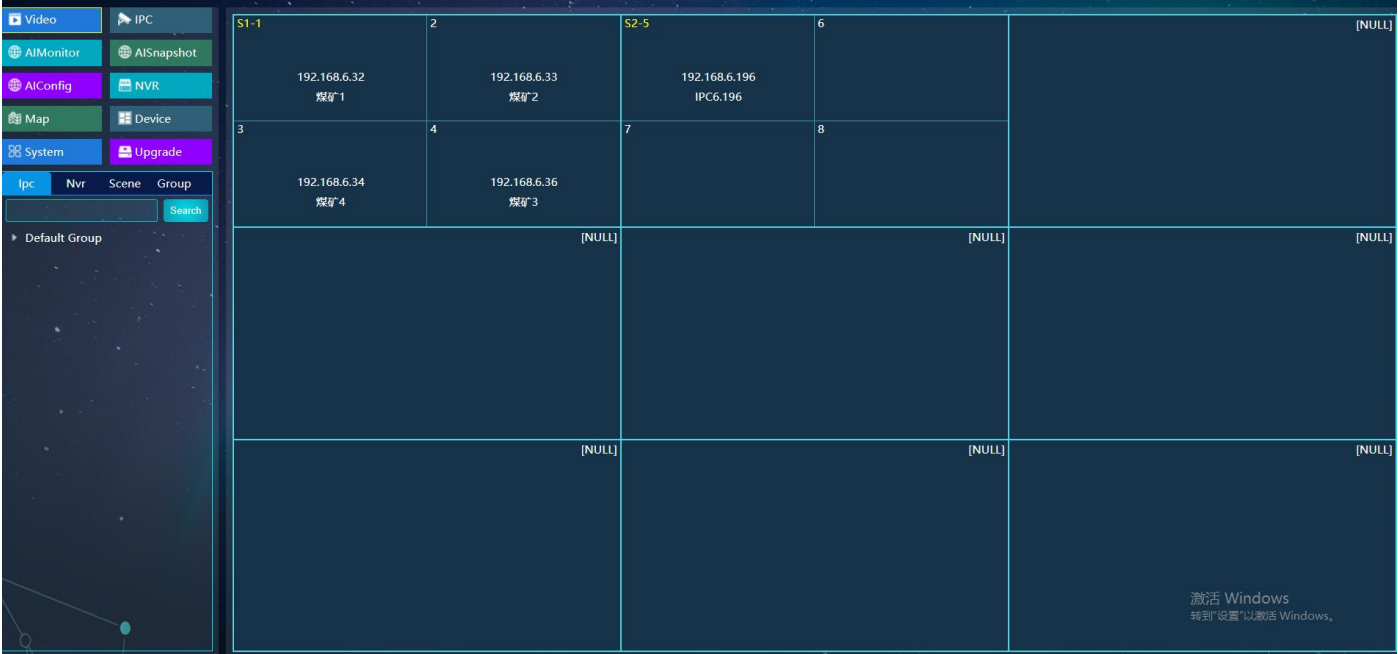 Video
IPC
AIMonitor
AISnapshot
AIConfig
NVR
Map
Device
System
Upgrade
Ipc Nvr Scene Group
Search
Default Group
S1-1
2
S2-5
6
[NULL]
192.168.6.32
煤矿1
192.168.6.33
煤矿2
192.168.6.196
IPC6.196
3
4
7
8
192.168.6.34
煤矿4
192.168.6.36
煤矿3
[NULL]
[NULL]
[NULL]
[NULL]
[NULL]
[NULL]
激活 Windows
转到"设置"以激活 Windows。